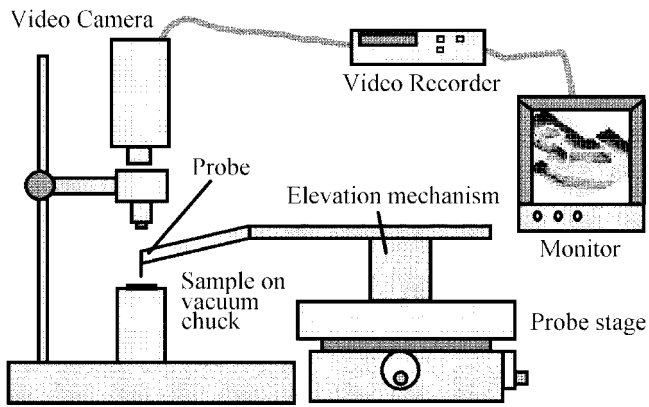 Video Camera
Video Recorder
Probe
Elevation mechanism
Monitor
Sample on
vacuum
chuck
Probe stage